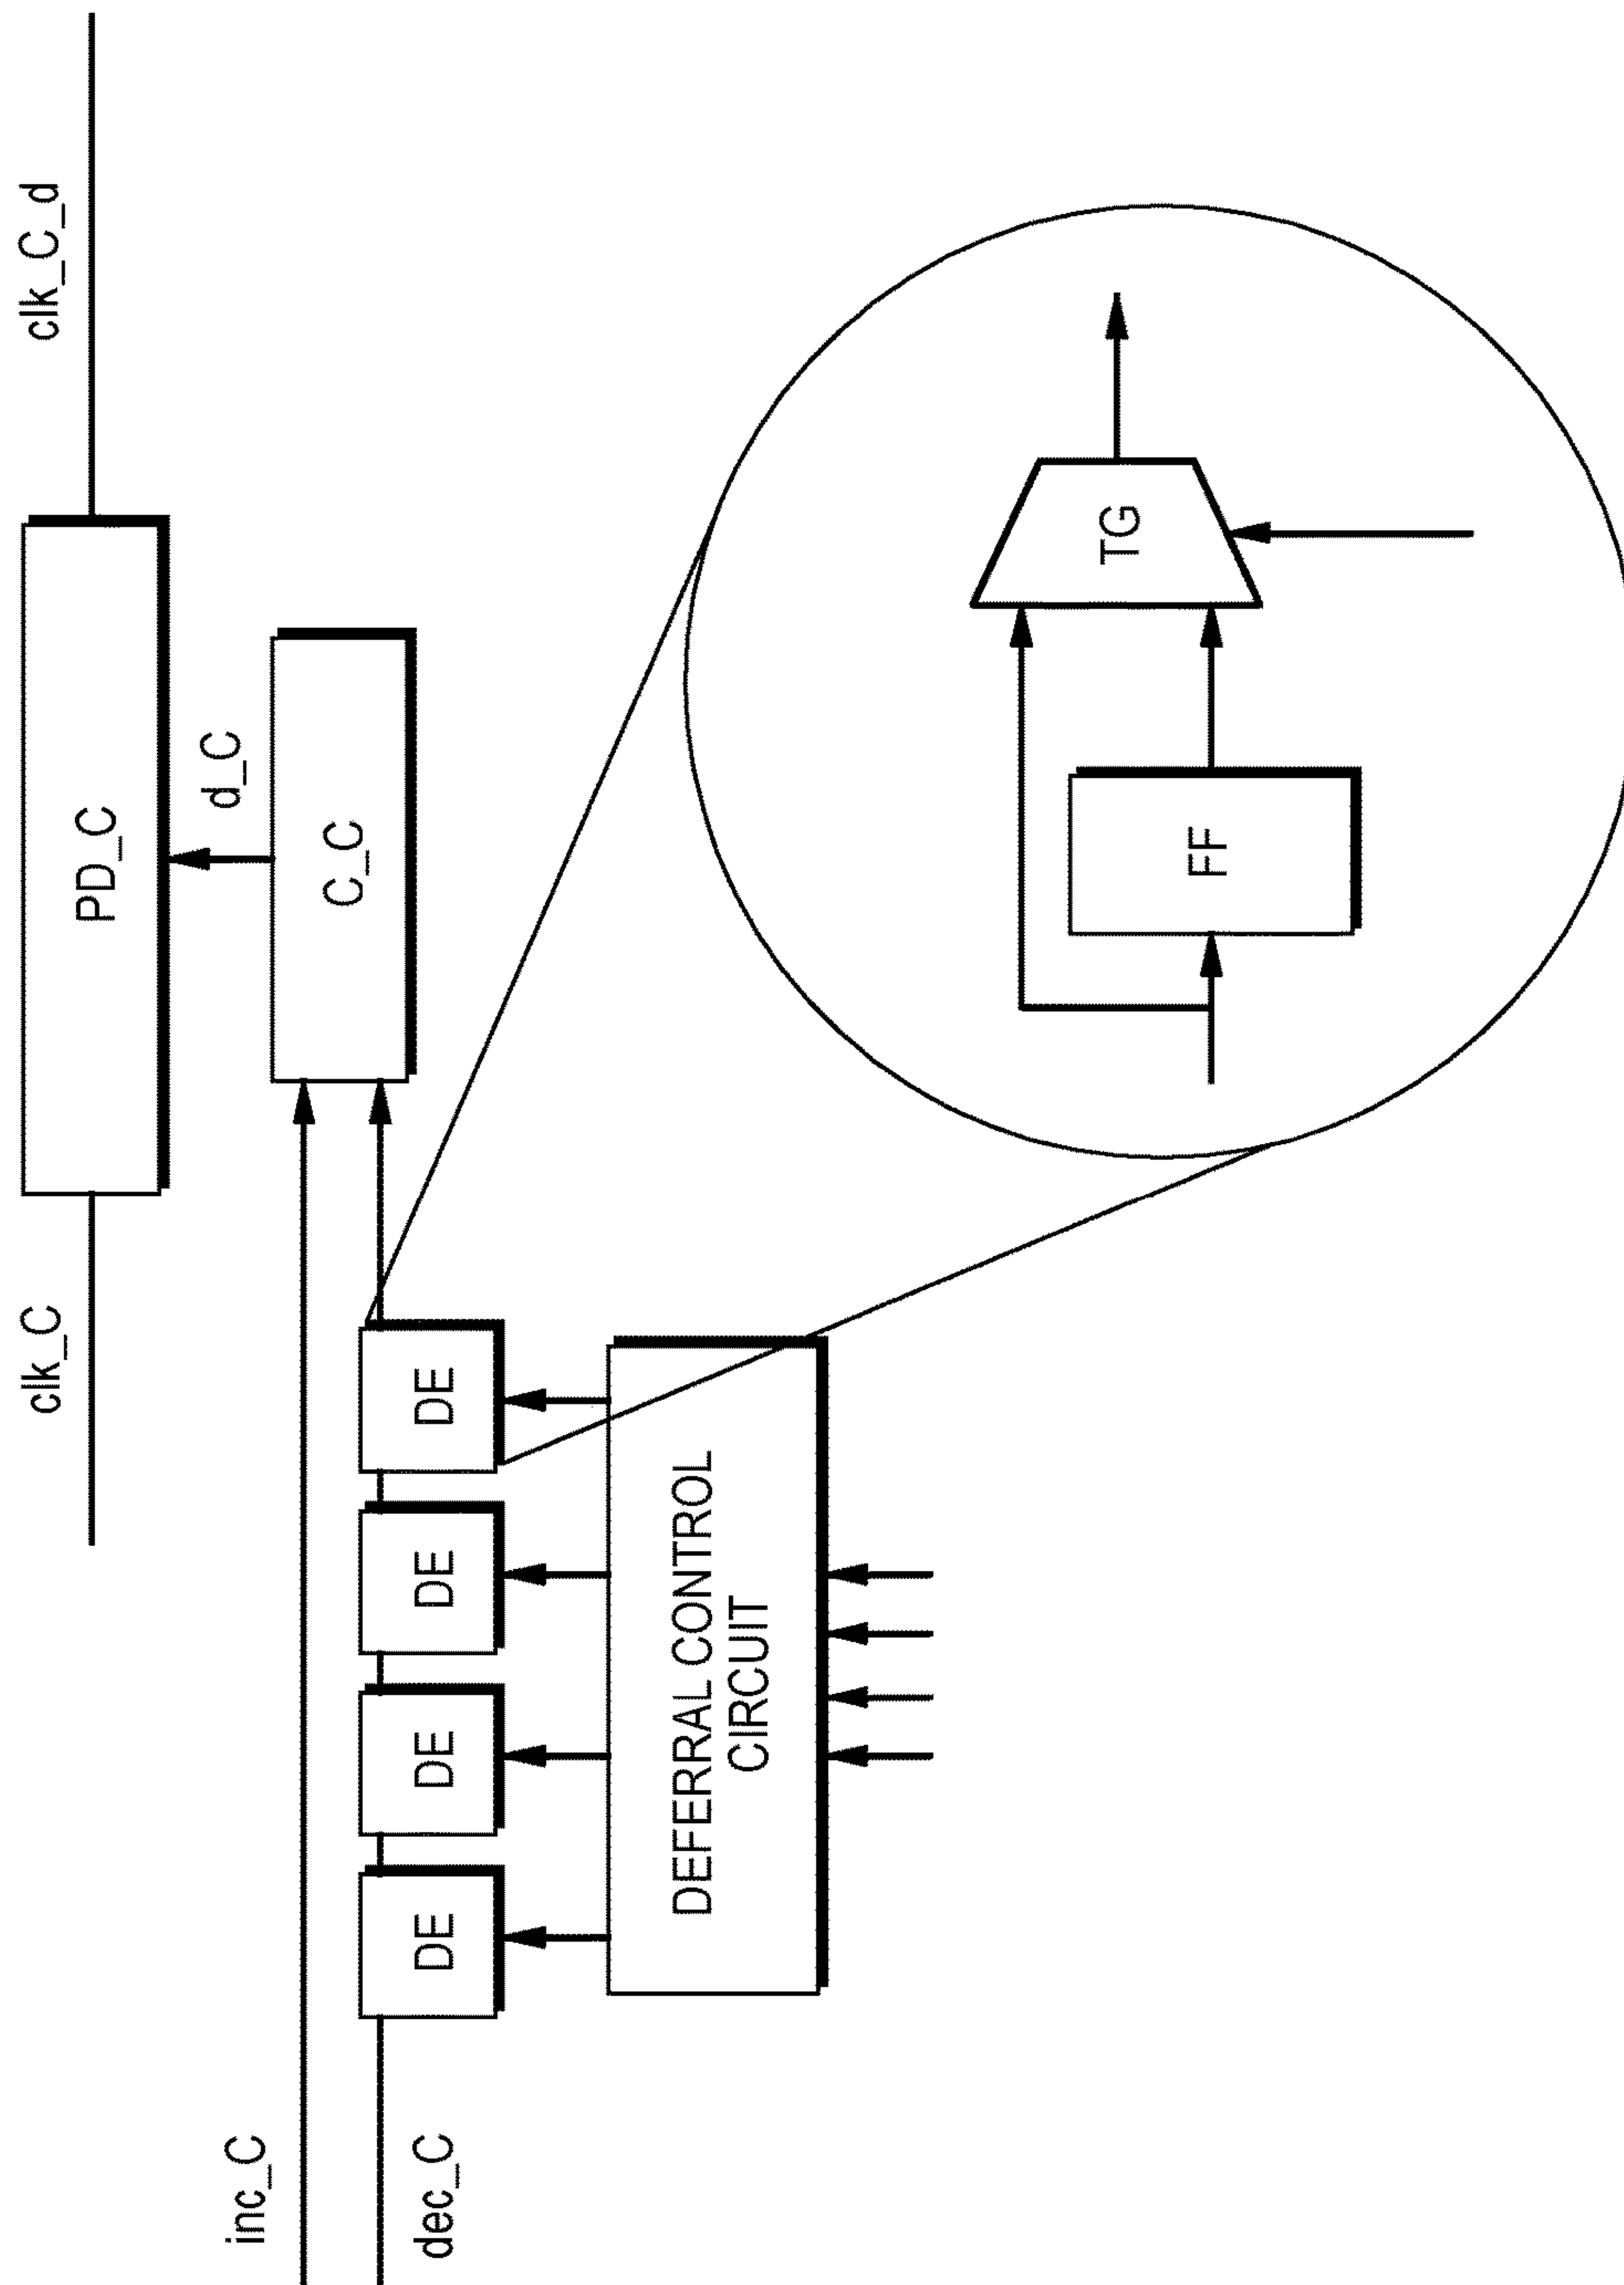 clk_C
PD_C
clk_C_d
d_C
inc_C
C_C
dec_C
DE
DE
DE
DE
DEFERRAL CONTROL
CIRCUIT
TG
FF